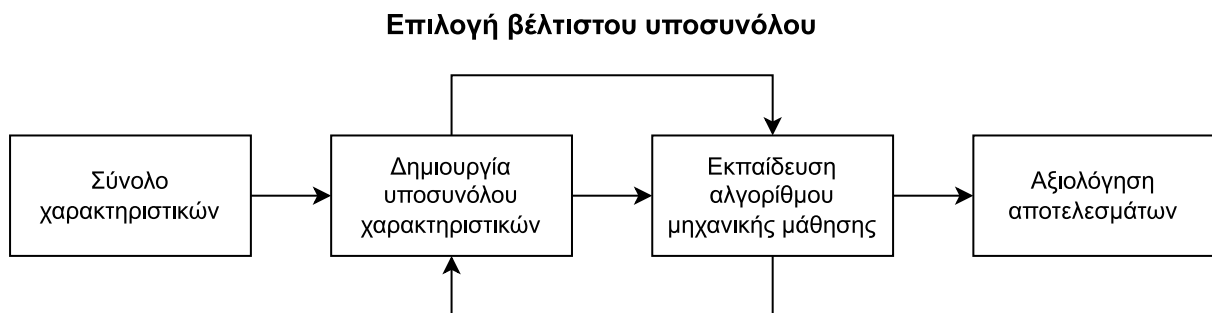 Επιλογή βέλτιστου υποσυνόλου
Σύνολο
χαρακτηριστικών
Δημιουργία
υποσυνόλου
χαρακτηριστικών
Εκπαίδευση
αλγορίθμου
μηχανικής μάθησης
Αξιολόγηση
αποτελεσμάτων